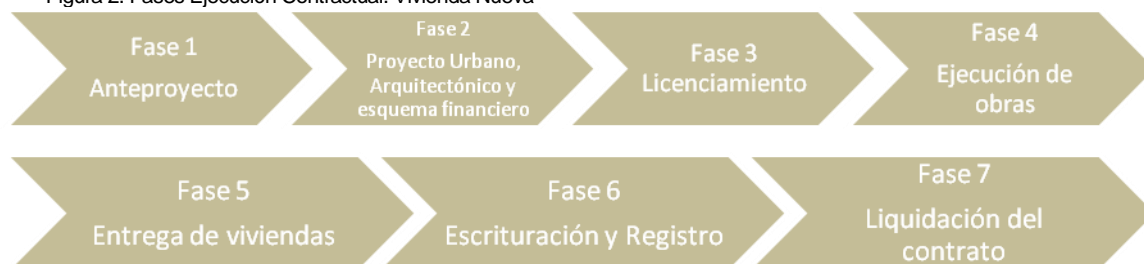 Figura 2. Fases Ejecución Contractual. Vivienda Nueva
Fase 1
Anteproyecto
Fase 2
Proyecto Urbano,
Arquitectónico y
esquema financiero
Fase 3
Licenciamiento
Fase 4
Ejecución de
obras
Fase 5
Entrega de viviendas
Fase 6
Escrituración y Registro
Fase 7
Liquidación del
contrato